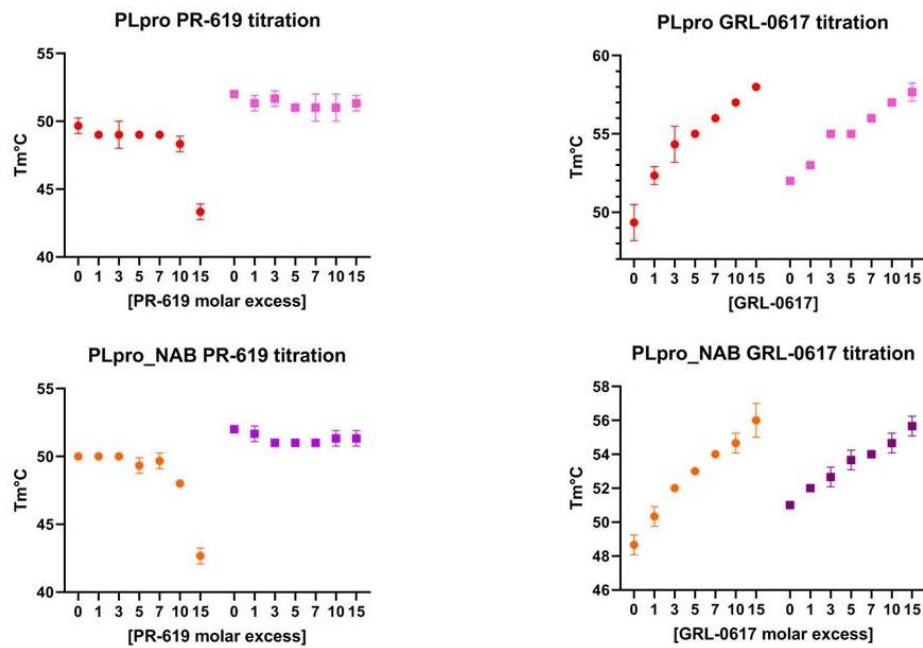 PLpro PR-619 titration
55
50
45
40
Tm°C
0 1 3 5 7 10 15 0 1 3 5 7 10 15
[PR-619 molar excess]
PLpro GRL-0617 titration
60
55
50
Tm°C
0 1 3 5 7 10 15 0 1 3 5 7 10 15
[GRL-0617]
PLpro_NAB PR-619 titration
55
50
45
40
Tm°C
0 1 3 5 7 10 15 0 1 3 5 7 10 15
[PR-619 molar excess]
PLpro_NAB GRL-0617 titration
58
56
54
52
50
48
46
Tm°C
0 1 3 5 7 10 15 0 1 3 5 7 10 15
[GRL-0617 molar excess]